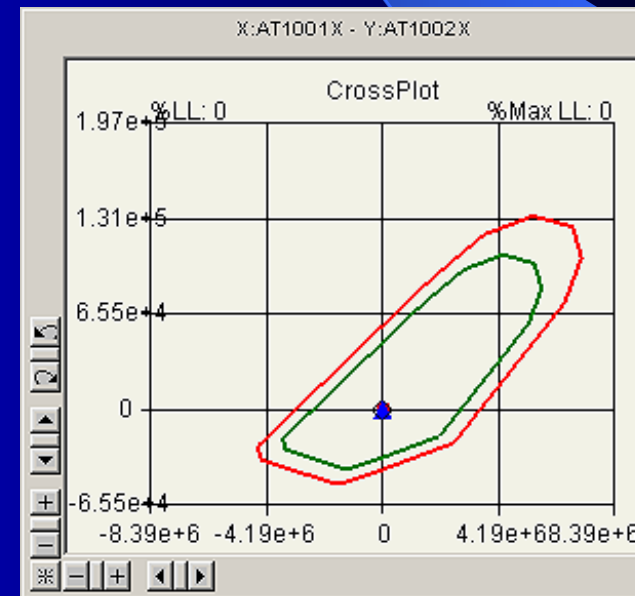 X:AT1001X - Y:AT1002X
CrossPlot
%LL: 0 %Max LL: 0
1.97e+5
1.31e+5
6.55e+4
0
-6.55e+4
-8.39e+6 -4.19e+6 0 4.19e+6 8.39e+6